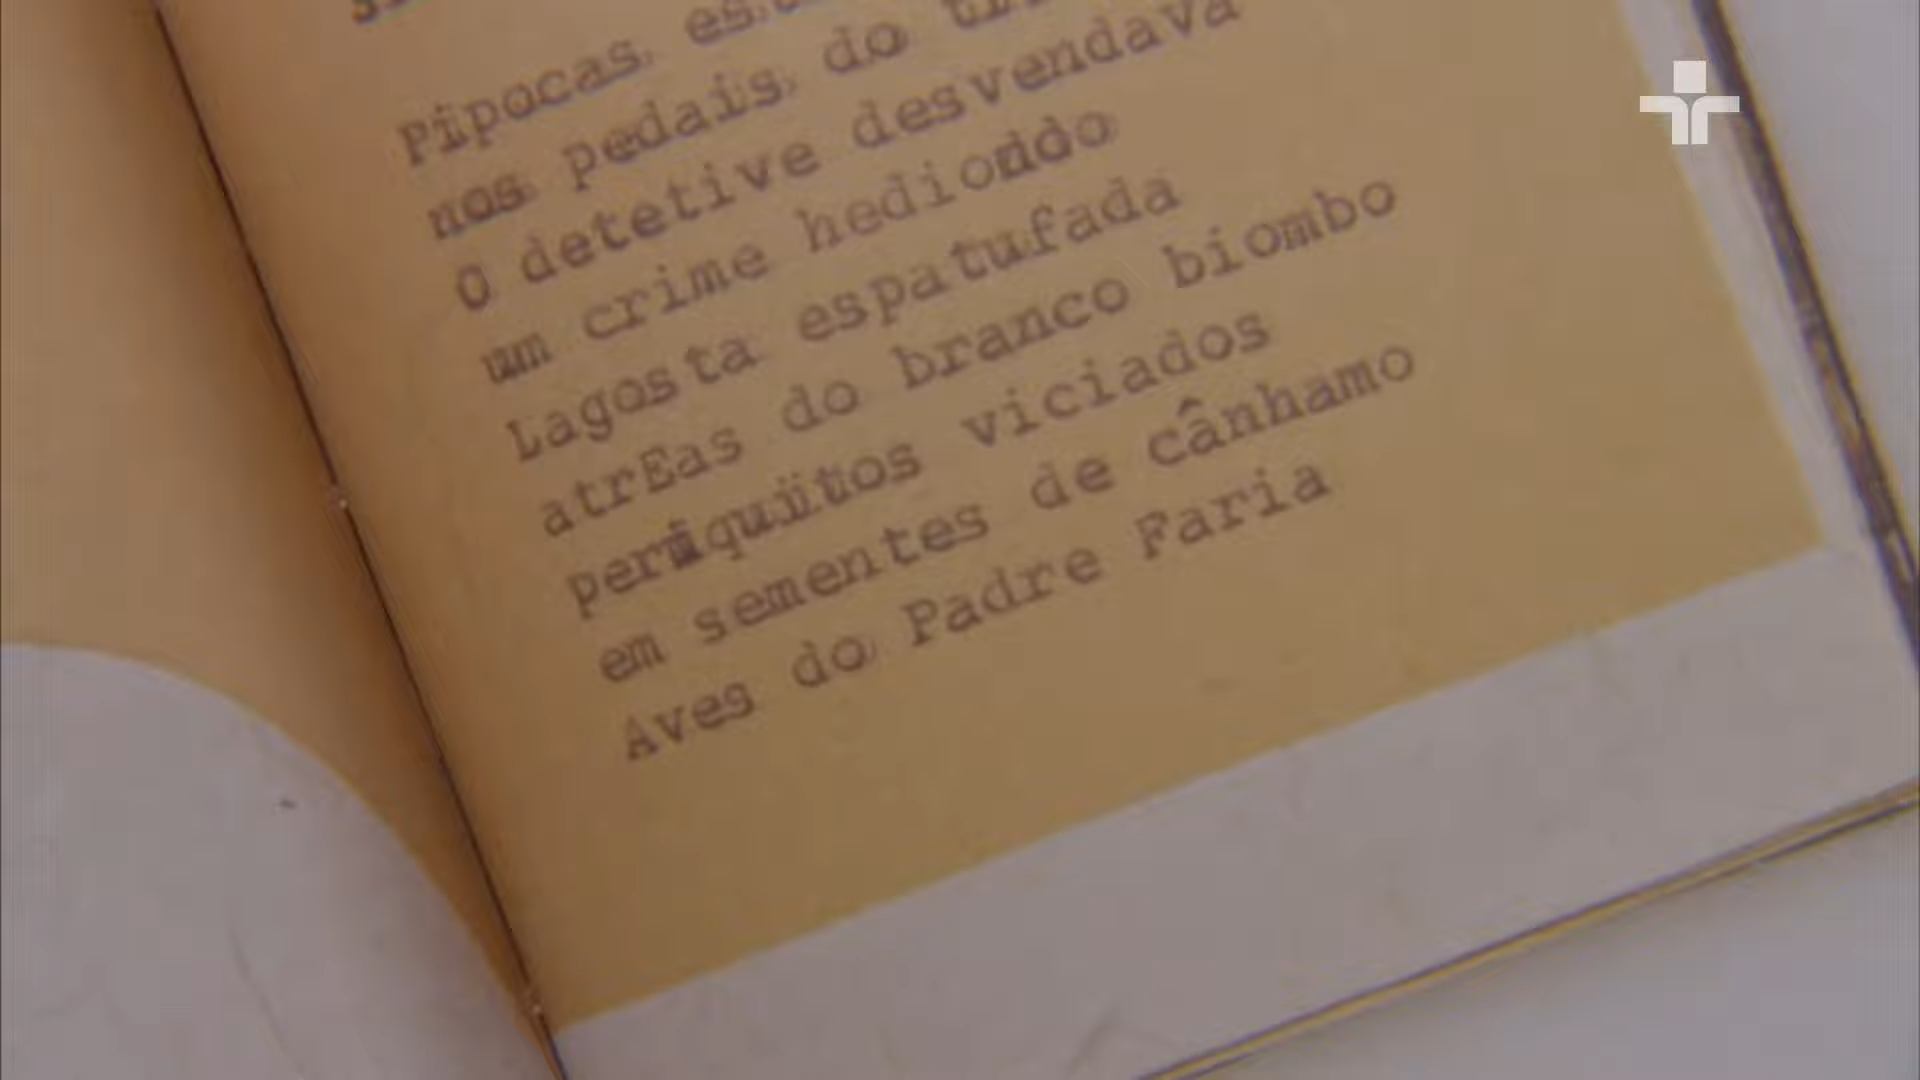 Pipocas
nos pedais do
O detetive desvendava
um crime hediondo
Lagosta espatufada
atrEas do branco biombo
periquitos viciados
em sementes de cânhamo
Aves do Padre Faria